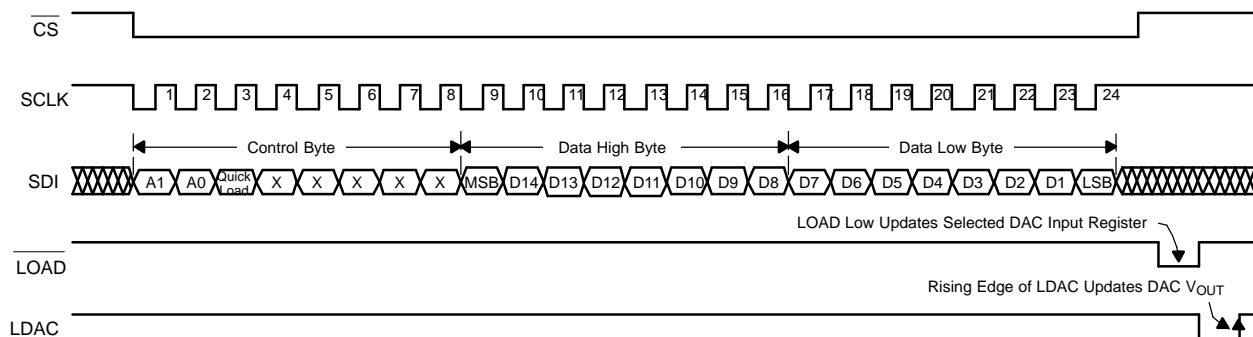 CS
SCLK
1 2 3 4 5 6 7 8 9 10 11 12 13 14 15 16 17 18 19 20 21 22 23 24
Control Byte Data High Byte Data Low Byte
SDI
A1 A0 Quick Load X X X X X MSB D14 D13 D12 D11 D10 D9 D8 D7 D6 D5 D4 D3 D2 D1 LSB
LOAD Low Updates Selected DAC Input Register
LOAD
Rising Edge of LDAC Updates DAC VOUT
LDAC